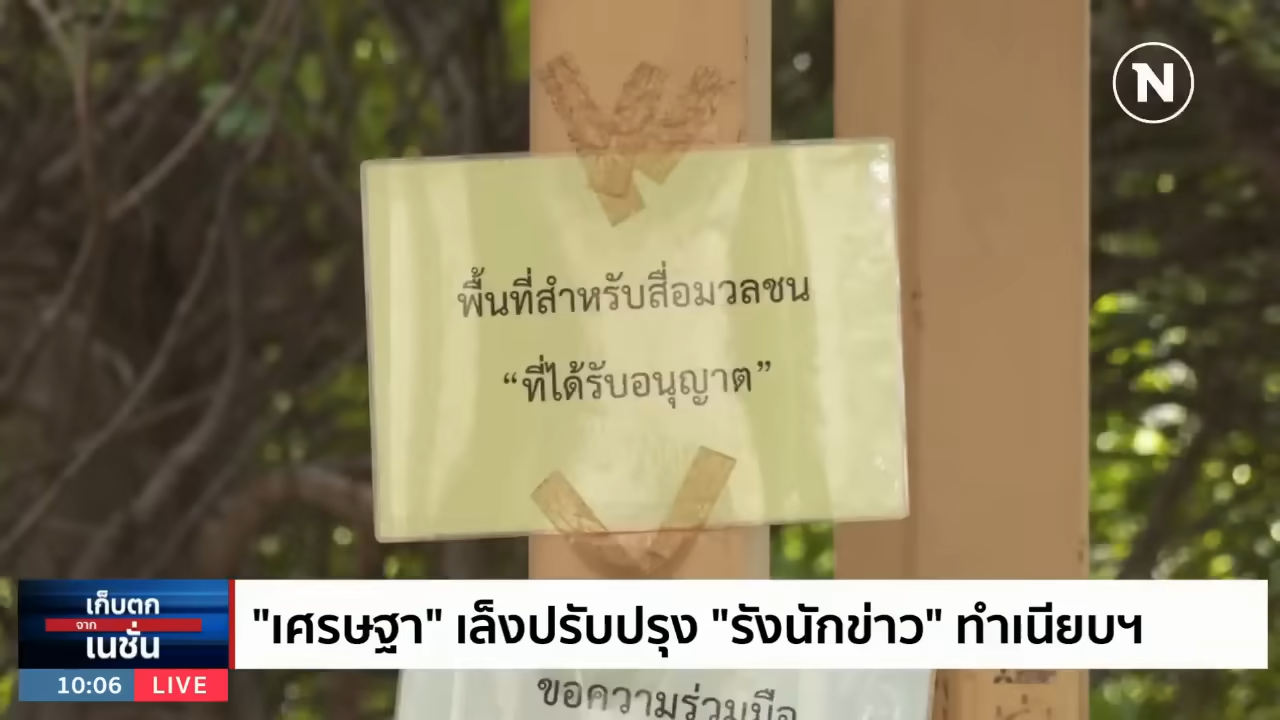 N
พื้นที่สำหรับสื่อมวลชน
“ที่ได้รับอนุญาต”
เก็บตก
จาก
เนชั่น
"เศรษฐา" เล็งปรับปรุง "รังนักข่าว" ทำเนียบฯ
10:06 LIVE
ขอความร่วมมือ